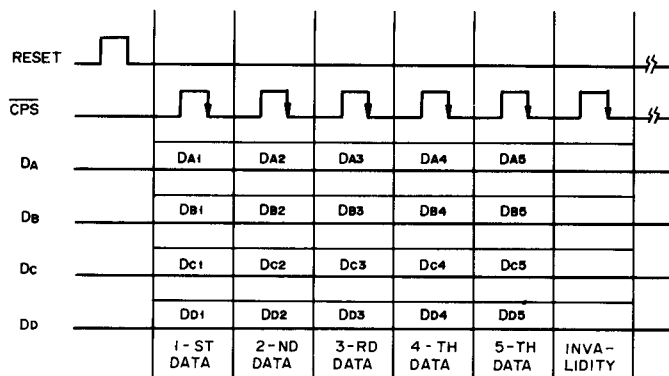 RESET
CPS
DA DA1 DA2 DA3 DA4 DA5
DB DB1 DB2 DB3 DB4 DB5
DC DC1 DC2 DC3 DC4 DC5
DD DD1 DD2 DD3 DD4 DD5
1-ST 2-ND 3-RD 4-TH 5-TH INVA-
DATA DATA DATA DATA DATA LIDITY